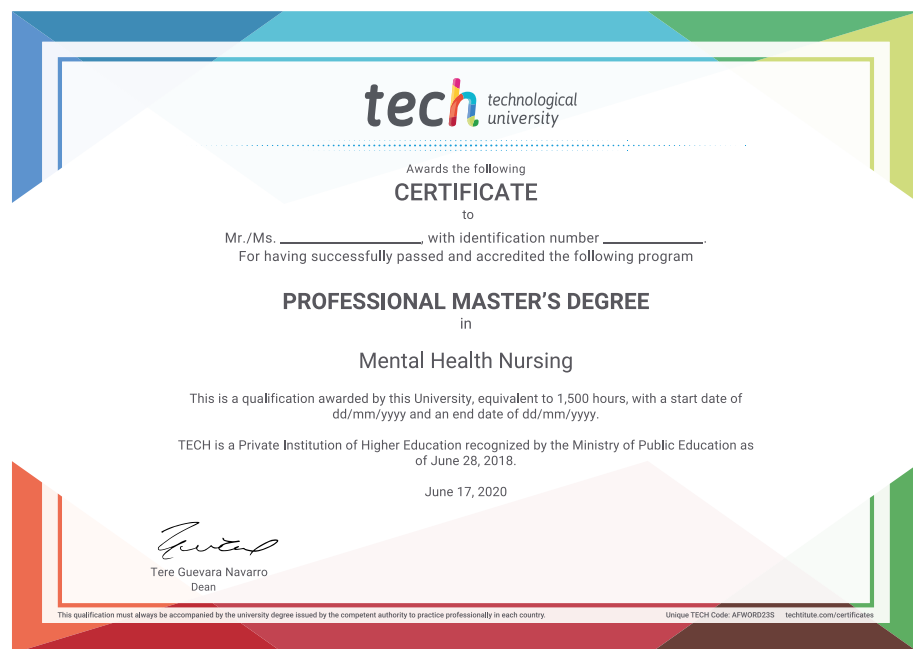 tech technological
university
Awards the following
CERTIFICATE
to
Mr./Ms. ____________________, with identification number ______________.
For having successfully passed and accredited the following program
PROFESSIONAL MASTER'S DEGREE
in
Mental Health Nursing
This is a qualification awarded by this University, equivalent to 1,500 hours, with a start date of
dd/mm/yyyy and an end date of dd/mm/yyyy.
TECH is a Private Institution of Higher Education recognized by the Ministry of Public Education as
of June 28, 2018.
June 17, 2020
Tere Guevara Navarro
Dean
This qualification must always be accompanied by the university degree issued by the competent authority to practice professionally in each country. Unique TECH Code: AFWORD23S techtitute.com/certificates